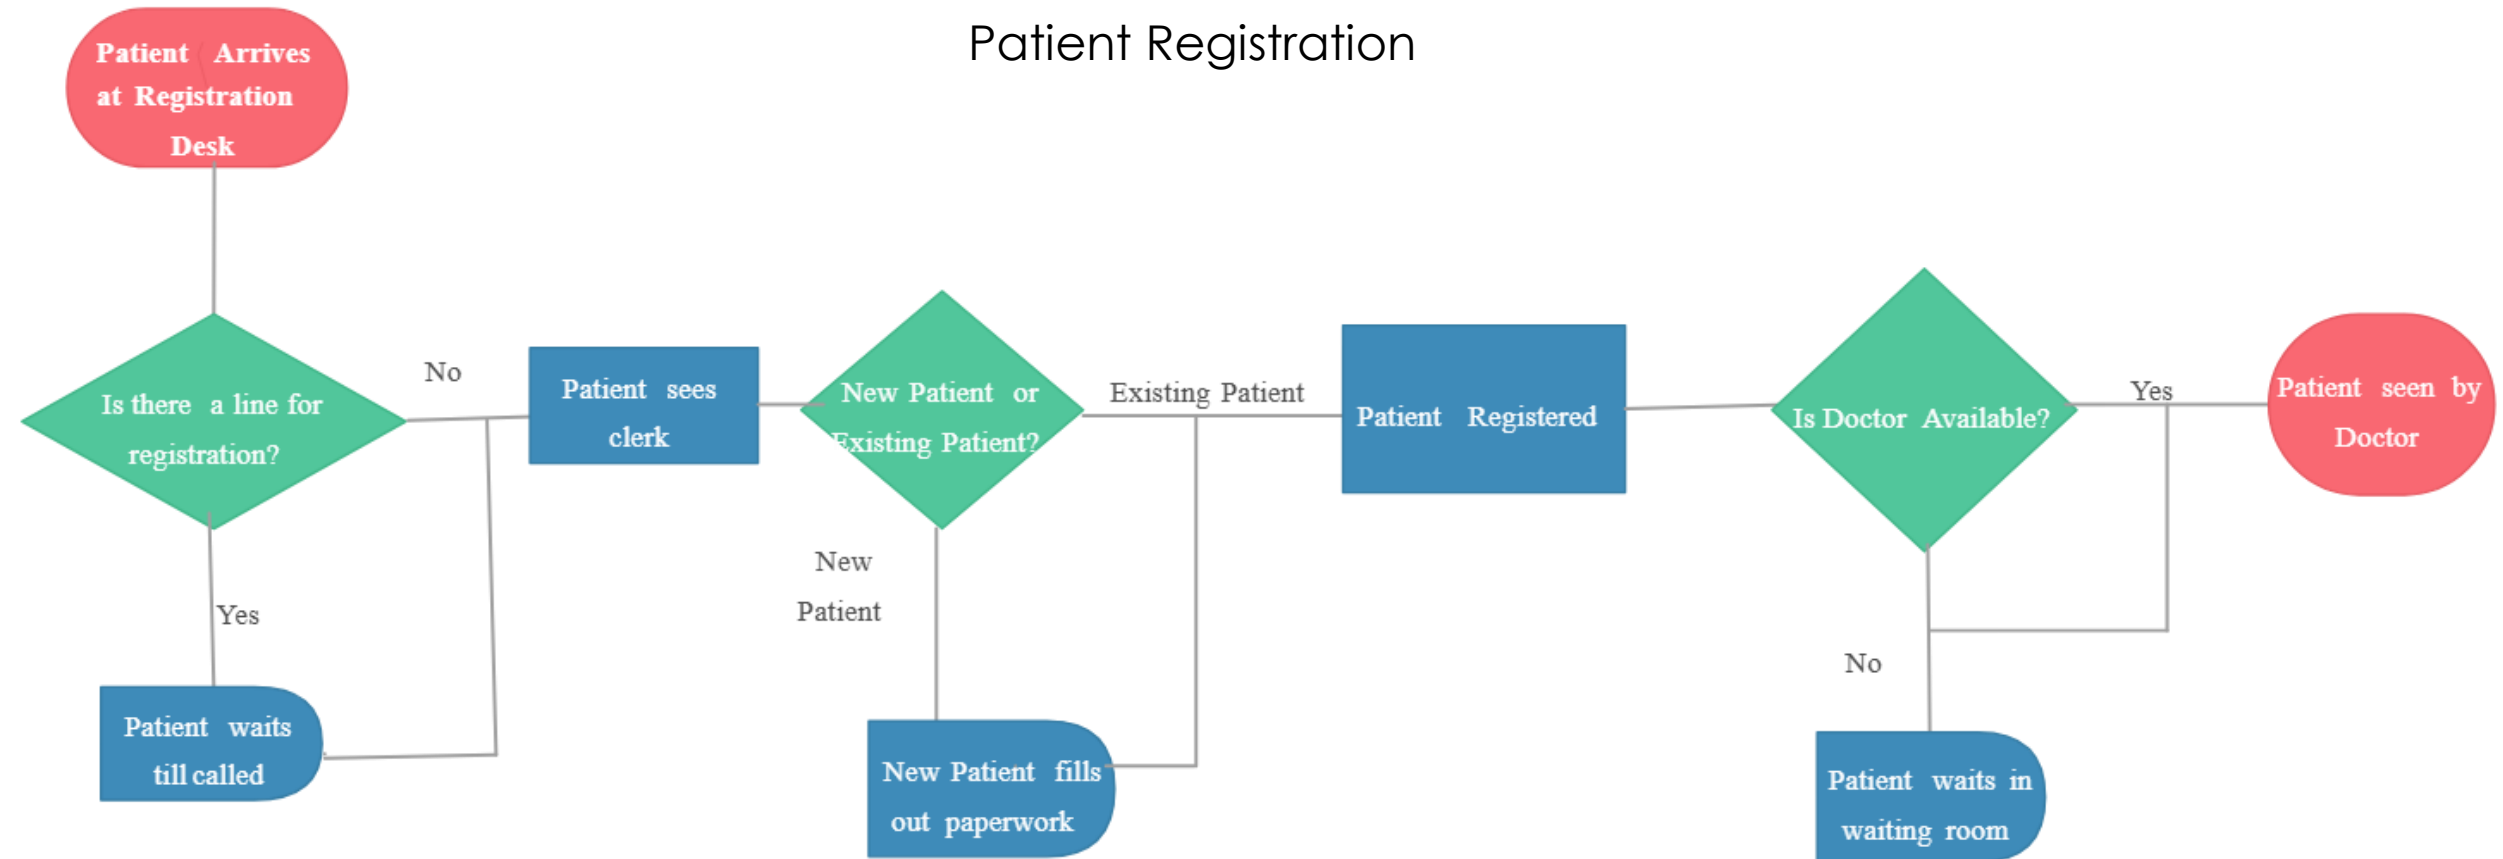 Patient Registration
Patient Arrives
at Registration
Desk
Is there a line for
registration?
No
Yes
Patient waits
till called
Patient sees
clerk
New Patient or
Existing Patient?
Existing Patient
New
Patient
New Patient fills
out paperwork
Patient Registered
Is Doctor Available?
Yes
No
Patient waits in
waiting room
Patient seen by
Doctor